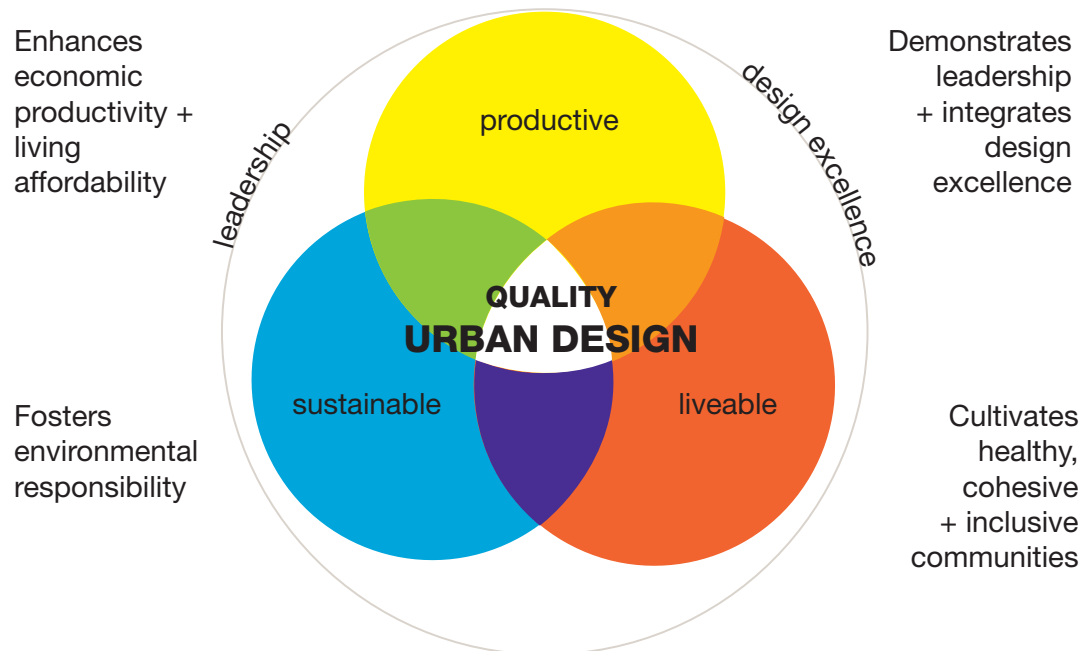 Enhances
economic
productivity +
living
affordability
Demonstrates
leadership
+ integrates
design
excellence
leadership
design excellence
productive
QUALITY
URBAN DESIGN
sustainable
liveable
Fosters
environmental
responsibility
Cultivates
healthy,
cohesive
+ inclusive
communities